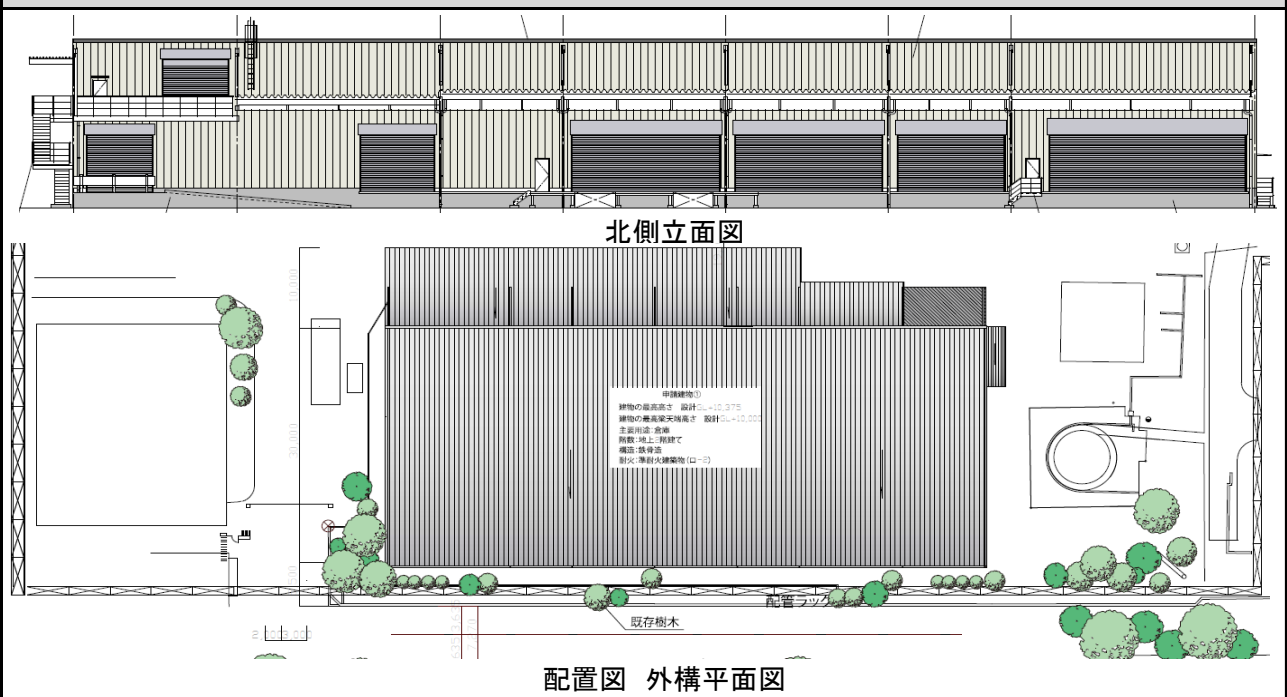 北側立面図
10,000
申請建物①
建物の最高高さ 設計GL+10,375
建物の最高梁天端高さ 設計GL+10,000
主要用途:倉庫
階数:地上2階建て
構造:鉄骨造
耐火:準耐火建築物(ロ-2)
30,000
配管ラック
既存樹木
配置図 外構平面図